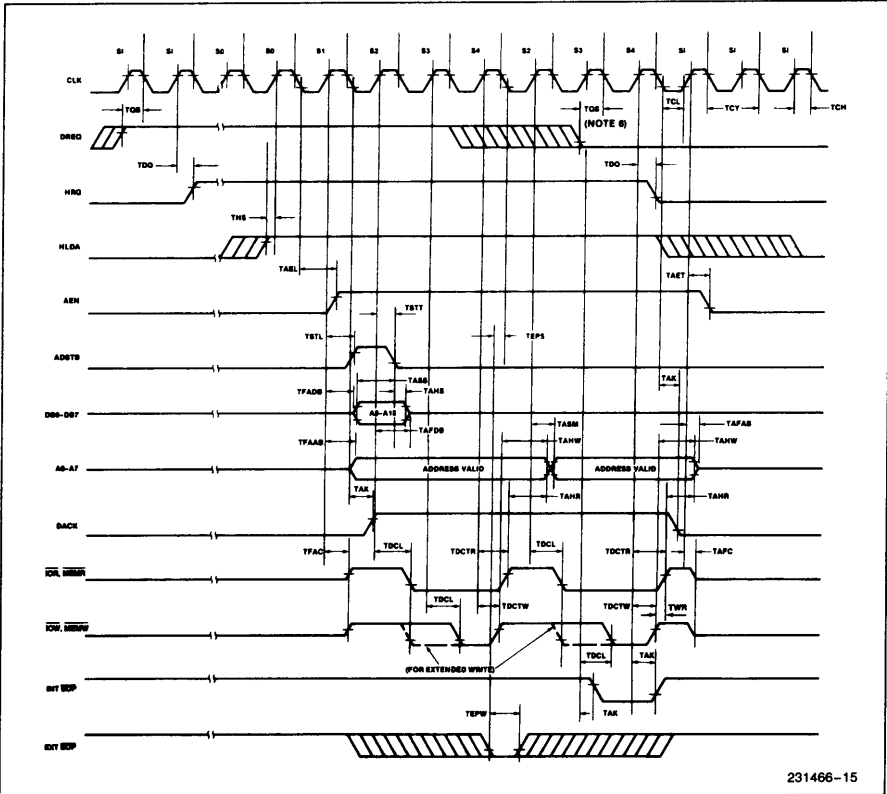 SI SI S0 S0 S1 S2 S3 S4 S2 S3 S4 SI SI SI
CLK
TQS TQS TCL TCY TCH
(NOTE 6)
DREQ
TDQ TDQ
HRQ
THS
HLDA
TAEL TAET
AEN
TSTT
TSTL TEPS
ADSTB
TASS TAK
TFADB TAHS
DB0-DB7 A8-A15
TAFDB TASM TAFAB
TFAAB TAHW TAHW
A0-A7 ADDRESS VALID ADDRESS VALID
TAK TAHR TAHR
DACK
TFAC TDCL TDCTR TDCL TDCTR TAFC
IOR, MEMR
TDCL TDCTW TDCTW TWR
IOW, MEMW
(FOR EXTENDED WRITE) TDCL TAK
INT EOP
TEPW TAK
EXT EOP
231466-15